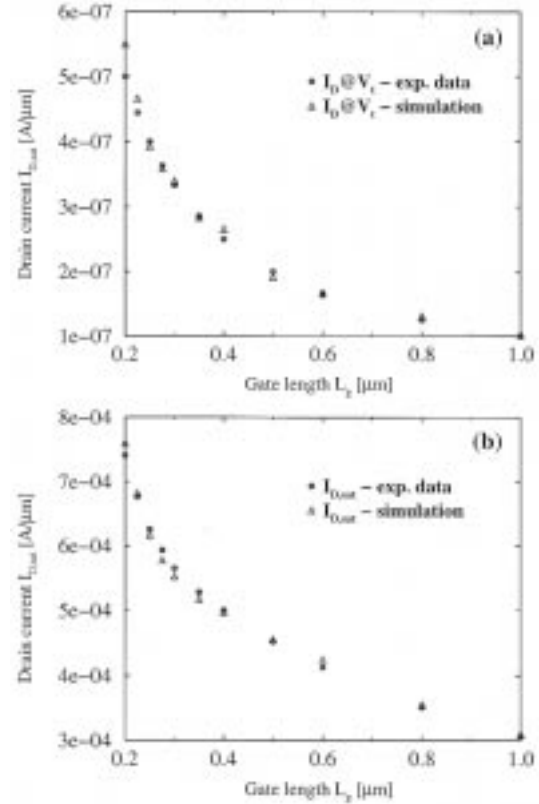 6e−07
(a)
I_D@V_t − exp. data
I_D@V_t − simulation
5e−07
4e−07
3e−07
2e−07
1e−07
Drain current I_D,sat [A/µm]
0.2 0.4 0.6 0.8 1.0
Gate length L_g [µm]
8e−04
(b)
I_D,sat − exp. data
I_D,sat − simulation
7e−04
6e−04
5e−04
4e−04
3e−04
Drain current I_D,sat [A/µm]
0.2 0.4 0.6 0.8 1.0
Gate length L_g [µm]